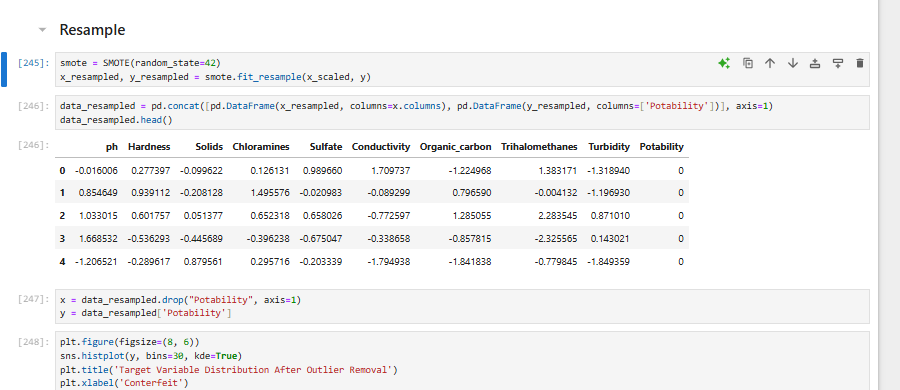 Resample
[245]: smote = SMOTE(random_state=42)
x_resampled, y_resampled = smote.fit_resample(x_scaled, y)
[246]: data_resampled = pd.concat([pd.DataFrame(x_resampled, columns=x.columns), pd.DataFrame(y_resampled, columns=['Potability'])], axis=1)
data_resampled.head()
[246]: ph Hardness Solids Chloramines Sulfate Conductivity Organic_carbon Trihalomethanes Turbidity Potability
0 -0.016006 0.277397 -0.099622 0.126131 0.989660 1.709737 -1.224968 1.383171 -1.318940 0
1 0.854649 0.939112 -0.208128 1.495576 -0.020983 -0.089299 0.796590 -0.004132 -1.196930 0
2 1.033015 0.601757 0.051377 0.652318 0.658026 -0.772597 1.285055 2.283545 0.871010 0
3 1.668532 -0.536293 -0.445689 -0.396238 -0.675047 -0.338658 -0.857815 -2.325565 0.143021 0
4 -1.206521 -0.289617 0.879561 0.295716 -0.203339 -1.794938 -1.841838 -0.779845 -1.849359 0
[247]: x = data_resampled.drop("Potability", axis=1)
y = data_resampled['Potability']
[248]: plt.figure(figsize=(8, 6))
sns.histplot(y, bins=30, kde=True)
plt.title('Target Variable Distribution After Outlier Removal')
plt.xlabel('Conterfeit')